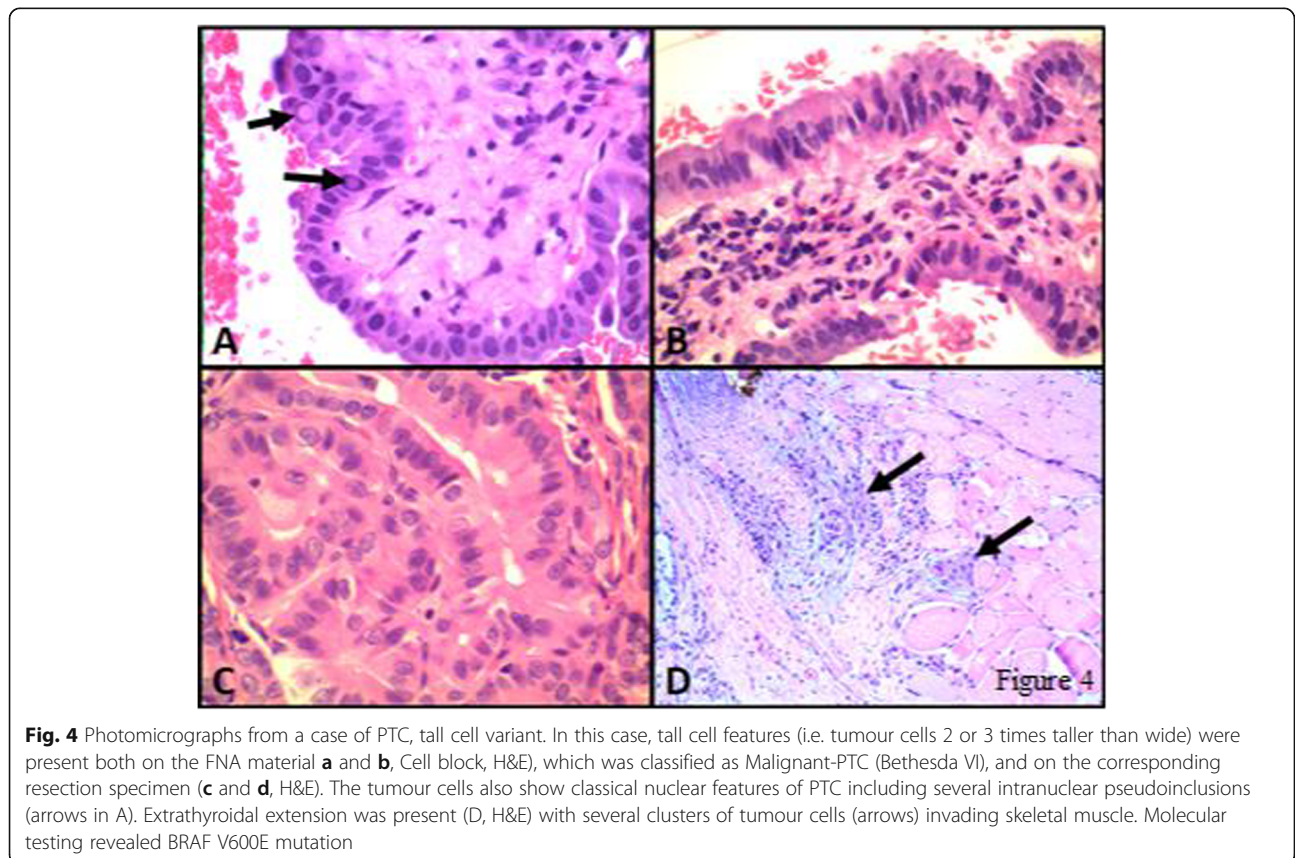 A
B
C
D
Figure 4
Fig. 4 Photomicrographs from a case of PTC, tall cell variant. In this case, tall cell features (i.e. tumour cells 2 or 3 times taller than wide) were
present both on the FNA material a and b, Cell block, H&E), which was classified as Malignant-PTC (Bethesda VI), and on the corresponding
resection specimen (c and d, H&E). The tumour cells also show classical nuclear features of PTC including several intranuclear pseudoinclusions
(arrows in A). Extrathyroidal extension was present (D, H&E) with several clusters of tumour cells (arrows) invading skeletal muscle. Molecular
testing revealed BRAF V600E mutation